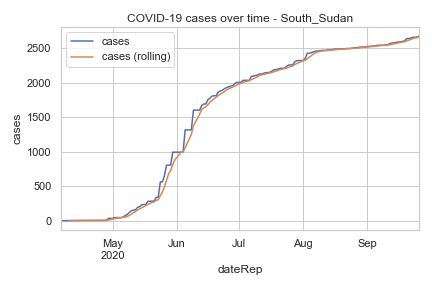 COVID-19 cases over time - South_Sudan
cases
cases (rolling)
2500
2000
1500
1000
500
0
cases
May
2020
Jun
Jul
Aug
Sep
dateRep